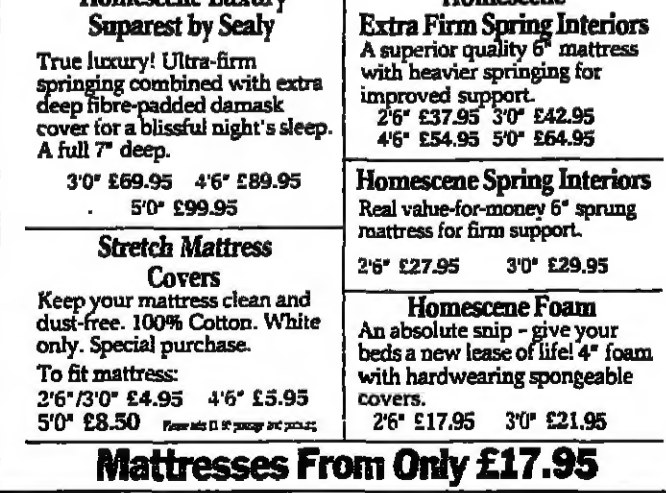 Homescene Luxury
Suparest by Sealy
True luxury! Ultra-firm
springing combined with extra
deep fibre-padded damask
cover for a blissful night's sleep.
A full 7" deep.
3'0" £69.95 4'6" £89.95
5'0" £99.95
Stretch Mattress
Covers
Keep your mattress clean and
dust-free. 100% Cotton. White
only. Special purchase.
To fit mattress:
2'6"/3'0" £4.95 4'6" £5.95
5'0" £8.50
Homescene
Extra Firm Spring Interiors
A superior quality 6" mattress
with heavier springing for
improved support.
2'6" £37.95 3'0" £42.95
4'6" £54.95 5'0" £64.95
Homescene Spring Interiors
Real value-for-money 6" sprung
mattress for firm support.
2'6" £27.95 3'0" £29.95
Homescene Foam
An absolute snip - give your
beds a new lease of life! 4" foam
with hardwearing spongeable
covers.
2'6" £17.95 3'0" £21.95
Mattresses From Only £17.95